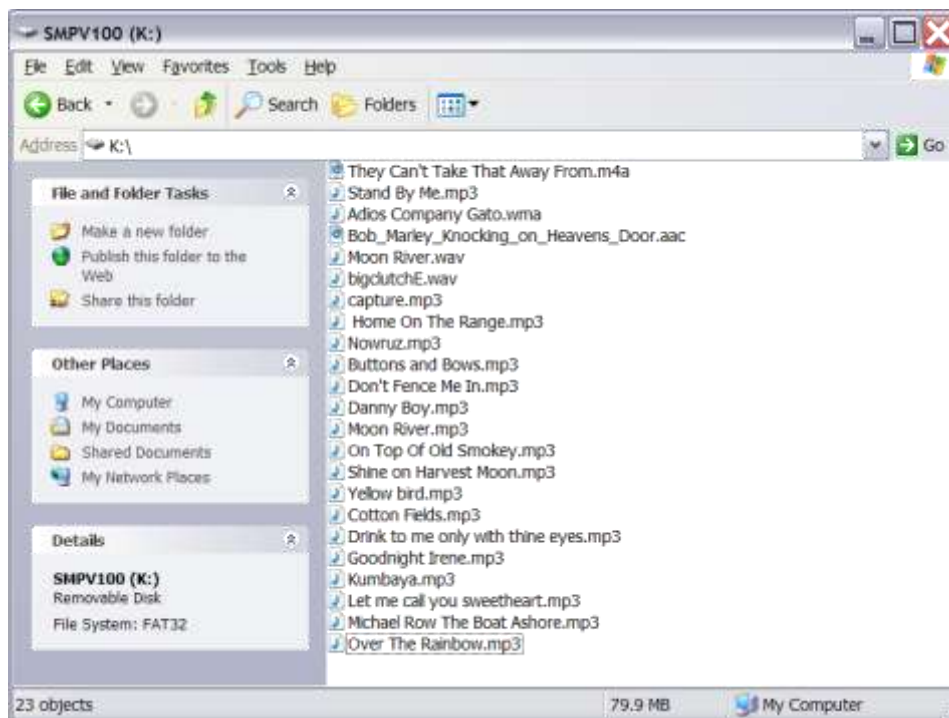 SMPV100 (K:)
File Edit View Favorites Tools Help
Back Search Folders
Address K:\ Go
File and Folder Tasks
Make a new folder
Publish this folder to the
Web
Share this folder
Other Places
My Computer
My Documents
Shared Documents
My Network Places
Details
SMPV100 (K:)
Removable Disk
File System: FAT32
They Can't Take That Away From.m4a
Stand By Me.mp3
Adios Company Gato.wma
Bob_Marley_Knocking_on_Heavens_Door.aac
Moon River.wav
bigclutchE.wav
capture.mp3
Home On The Range.mp3
Nowruz.mp3
Buttons and Bows.mp3
Don't Fence Me In.mp3
Danny Boy.mp3
Moon River.mp3
On Top Of Old Smokey.mp3
Shine on Harvest Moon.mp3
Yellow bird.mp3
Cotton Fields.mp3
Drink to me only with thine eyes.mp3
Goodnight Irene.mp3
Kumbaya.mp3
Let me call you sweetheart.mp3
Michael Row The Boat Ashore.mp3
Over The Rainbow.mp3
23 objects 79.9 MB My Computer